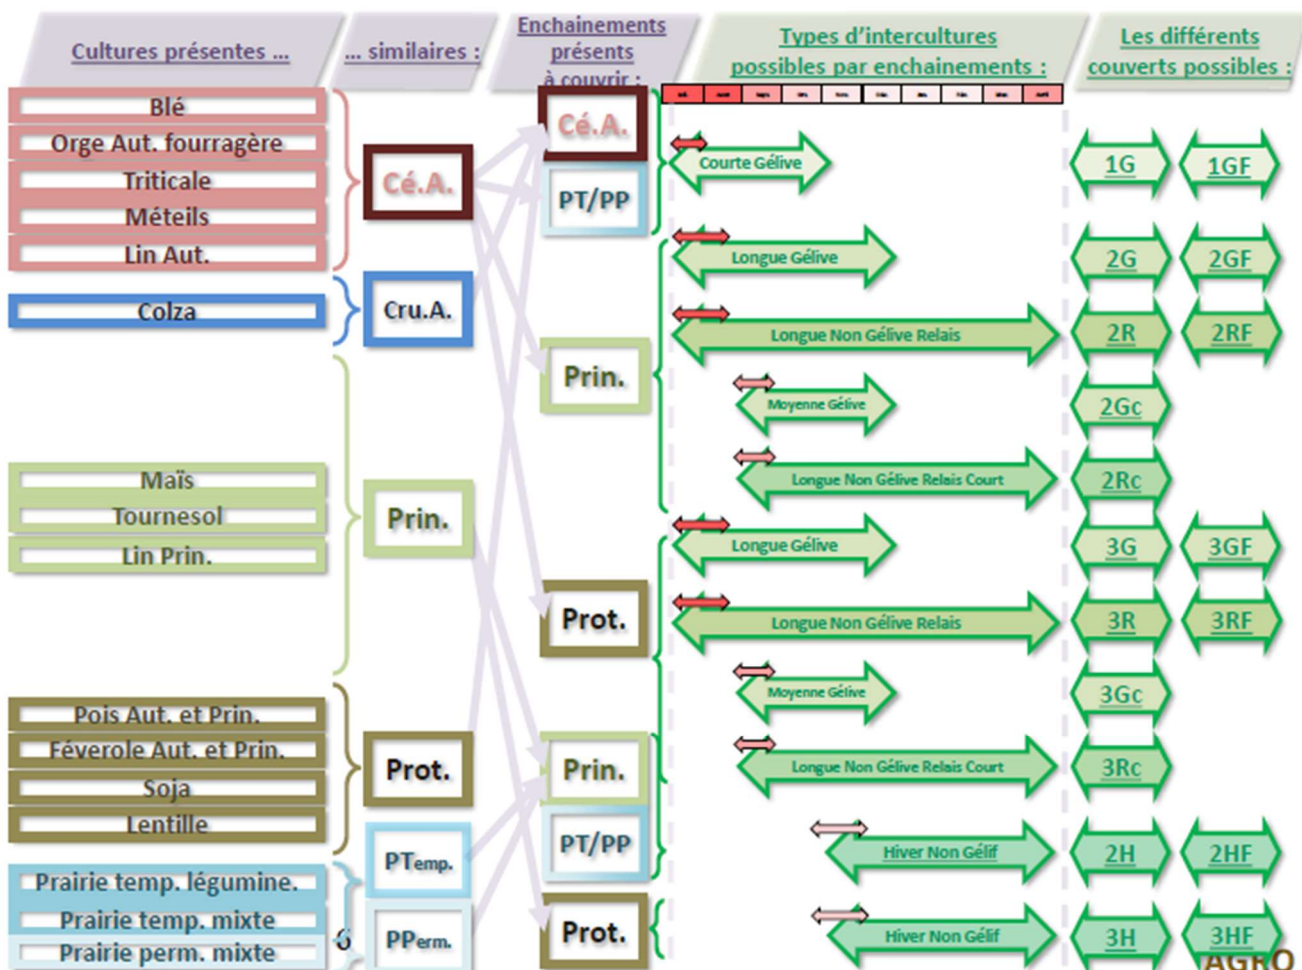 Cultures présentes ...
... similaires :
Enchainements
présents
à couvrir :
Types d'intercultures
possibles par enchainements :
Les différents
couverts possibles :
Blé
Orge Aut. fourragère
Triticale
Méteils
Lin Aut.
Colza
Maïs
Tournesol
Lin Prin.
Pois Aut. et Prin.
Féverole Aut. et Prin.
Soja
Lentille
Prairie temp. légumine.
Prairie temp. mixte
Prairie perm. mixte
6
Cé.A.
Cru.A.
Prin.
Prot.
PTemp.
PPerm.
Cé.A.
PT/PP
Prin.
Prot.
Prin.
PT/PP
Prot.
Courte Gélive
1G 1GF
Longue Gélive
2G 2GF
Longue Non Gélive Relais
2R 2RF
Moyenne Gélive
2Gc
Longue Non Gélive Relais Court
2Rc
Longue Gélive
3G 3GF
Longue Non Gélive Relais
3R 3RF
Moyenne Gélive
3Gc
Longue Non Gélive Relais Court
3Rc
Hiver Non Gélif
2H 2HF
Hiver Non Gélif
3H 3HF
AGRO